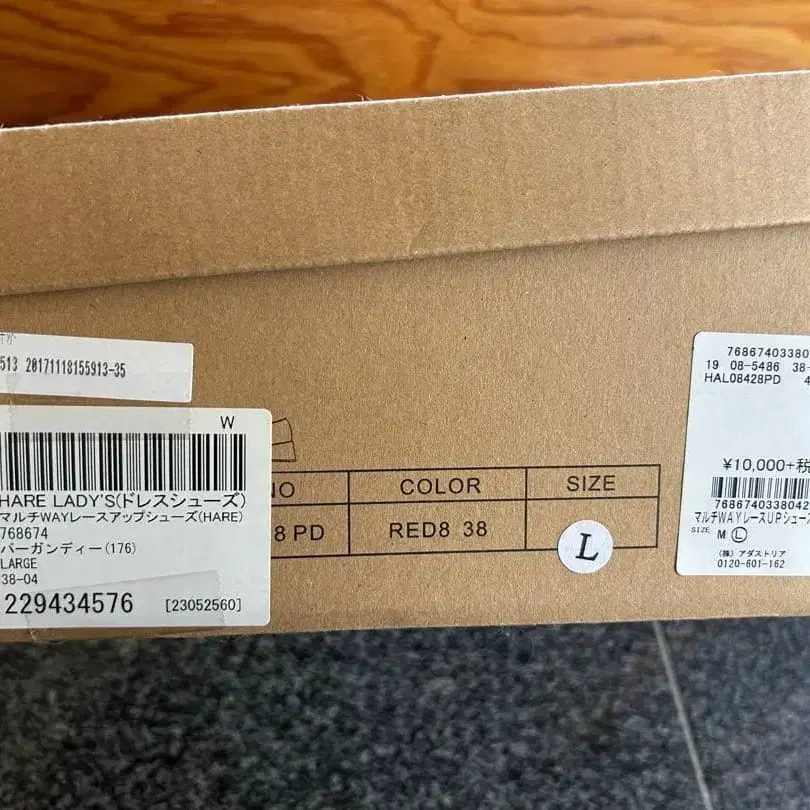 513 20171118155913-35
W
HARE LADY'S(ドレスシューズ)
マルチWAYレースアップシューズ(HARE)
768674
バーガンディー(176)
LARGE
38-04
229434576 [23052560]
NO COLOR SIZE
8 PD RED8 38
L
76867403380
19 08-5486 38-
HAL08428PD 4
¥10,000+税
768674033804２
マルチWAYレースUPシューズ
SIZE M L
(株)アダストリア
0120-601-162